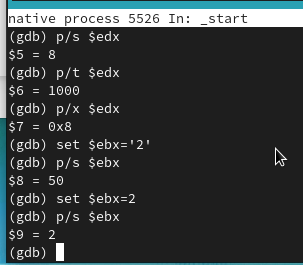 native process 5526 In: _start
(gdb) p/s $edx
$5 = 8
(gdb) p/t $edx
$6 = 1000
(gdb) p/x $edx
$7 = 0x8
(gdb) set $ebx='2'
(gdb) p/s $ebx
$8 = 50
(gdb) set $ebx=2
(gdb) p/s $ebx
$9 = 2
(gdb)